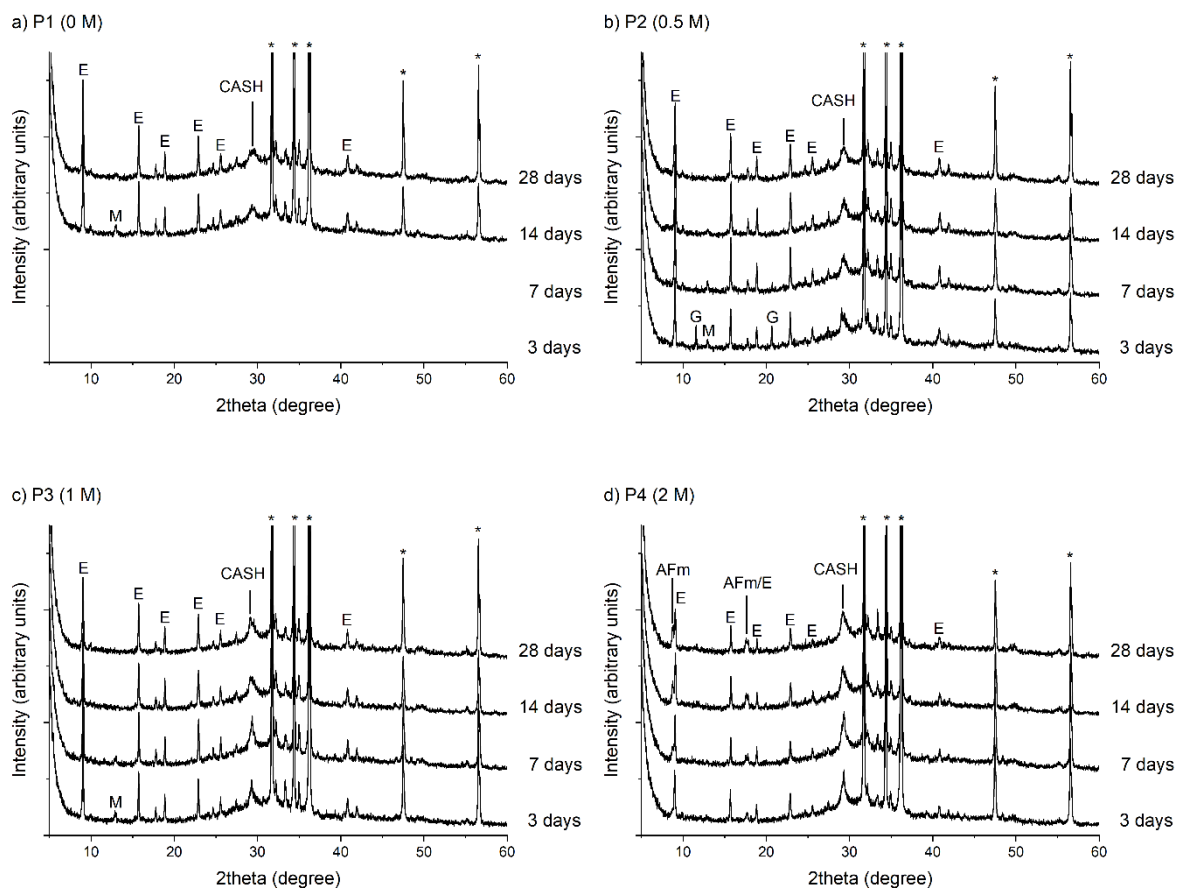 a) P1 (0 M)
* * *
*
*
E
CASH
E
E
E
E
E
28 days
M
14 days
7 days
3 days
Intensity (arbitrary units)
10 20 30 40 50 60
2theta (degree)
b) P2 (0.5 M)
* * *
*
*
E
CASH
E
E
E
E
E
28 days
14 days
7 days
G
M
G
3 days
Intensity (arbitrary units)
10 20 30 40 50 60
2theta (degree)
c) P3 (1 M)
* * *
*
*
E
CASH
E
E
E
E
E
28 days
14 days
7 days
M
3 days
Intensity (arbitrary units)
10 20 30 40 50 60
2theta (degree)
d) P4 (2 M)
* * *
*
*
AFm
E
AFm/E
CASH
E
E
E
E
E
28 days
14 days
7 days
3 days
Intensity (arbitrary units)
10 20 30 40 50 60
2theta (degree)